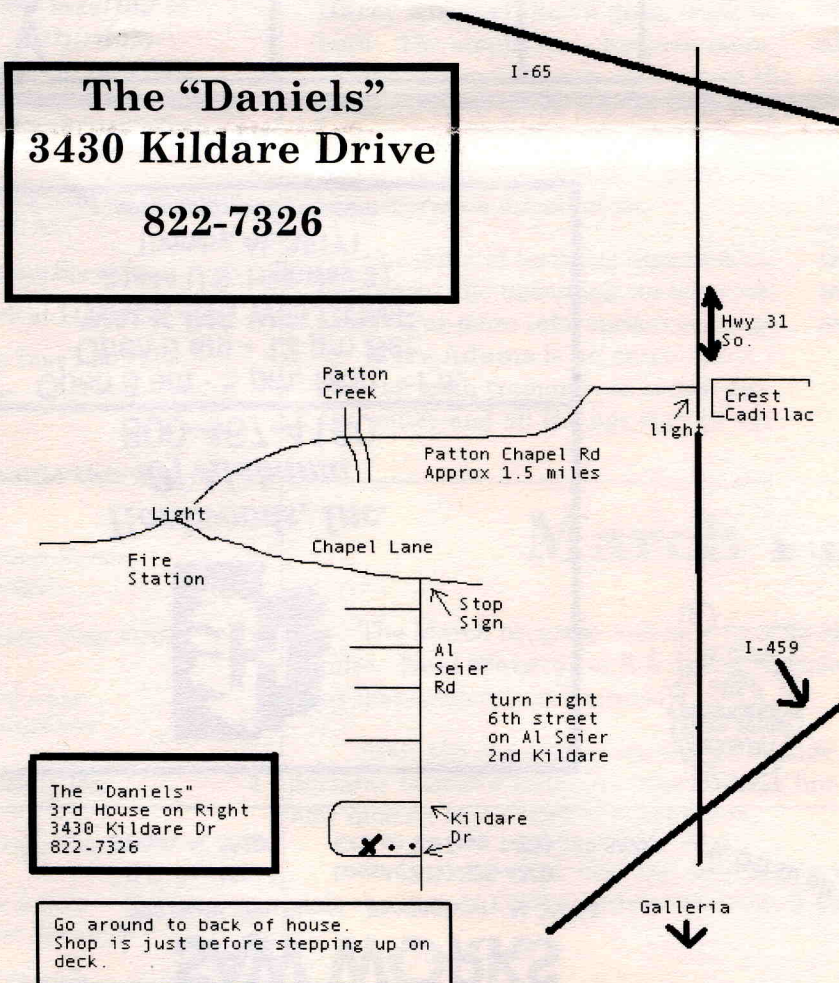 The “Daniels”
3430 Kildare Drive
822-7326
I-65
Hwy 31
So.
Patton
Creek
Crest
Cadillac
light
Patton Chapel Rd
Approx 1.5 miles
Light
Chapel Lane
Fire
Station
Stop
Sign
Al
Seier
Rd
I-459
turn right
6th street
on Al Seier
2nd Kildare
The "Daniels"
3rd House on Right
3430 Kildare Dr
822-7326
Kildare
Dr
Galleria
Go around to back of house.
Shop is just before stepping up on
deck.